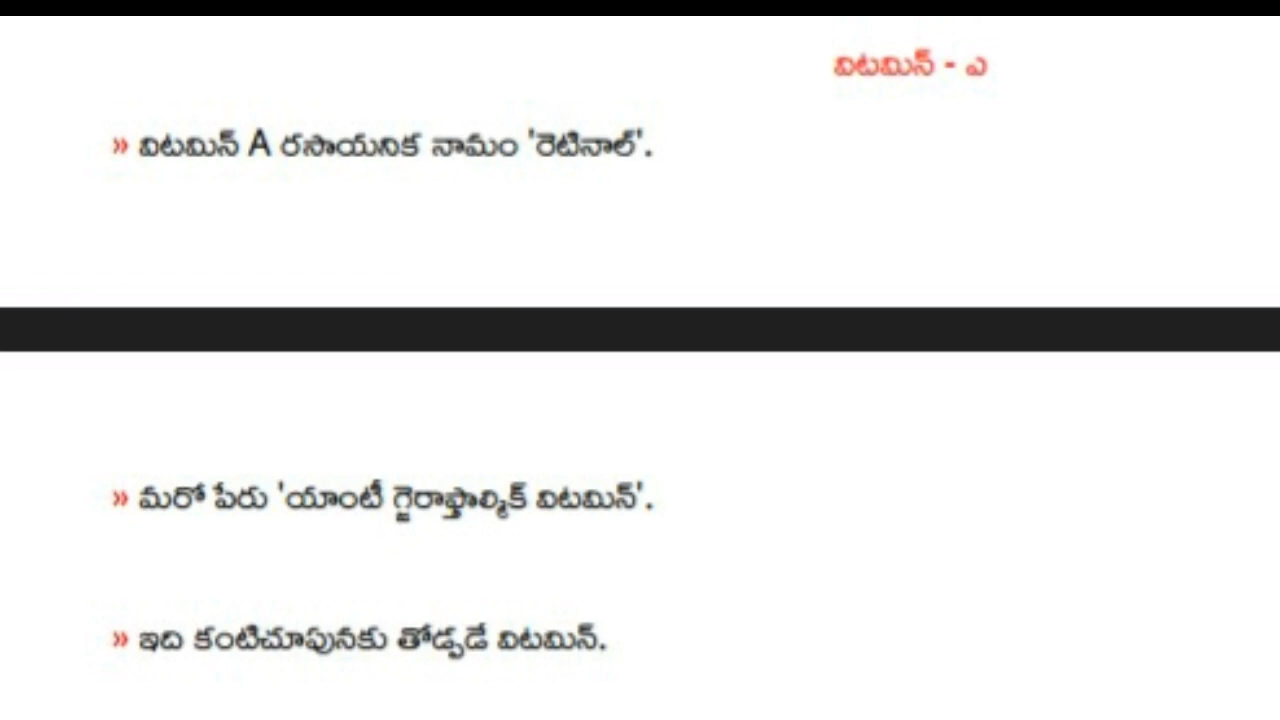 విటమిన్ - ఎ
» విటమిన్ A రసాయనిక నామం 'రెటినాల్'.
» మరో పేరు 'యాంటీ గ్జెరాఫ్తాల్మిక్ విటమిన్'.
» ఇది కంటిచూపునకు తోడ్పడే విటమిన్.